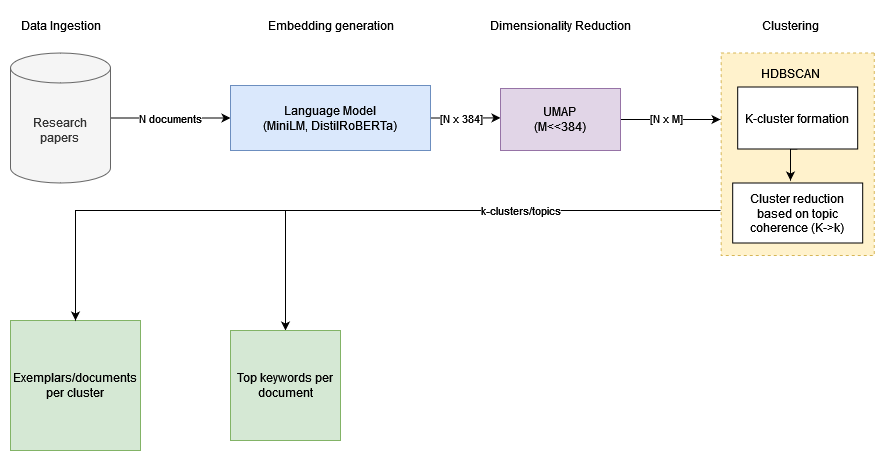 Data Ingestion
Embedding generation
Dimensionality Reduction
Clustering
Research
papers
N documents
Language Model
(MiniLM, DistilRoBERTa)
[N x 384]
UMAP
(M<<384)
[N x M]
HDBSCAN
K-cluster formation
Cluster reduction
based on topic
coherence (K->k)
k-clusters/topics
Exemplars/documents
per cluster
Top keywords per
document